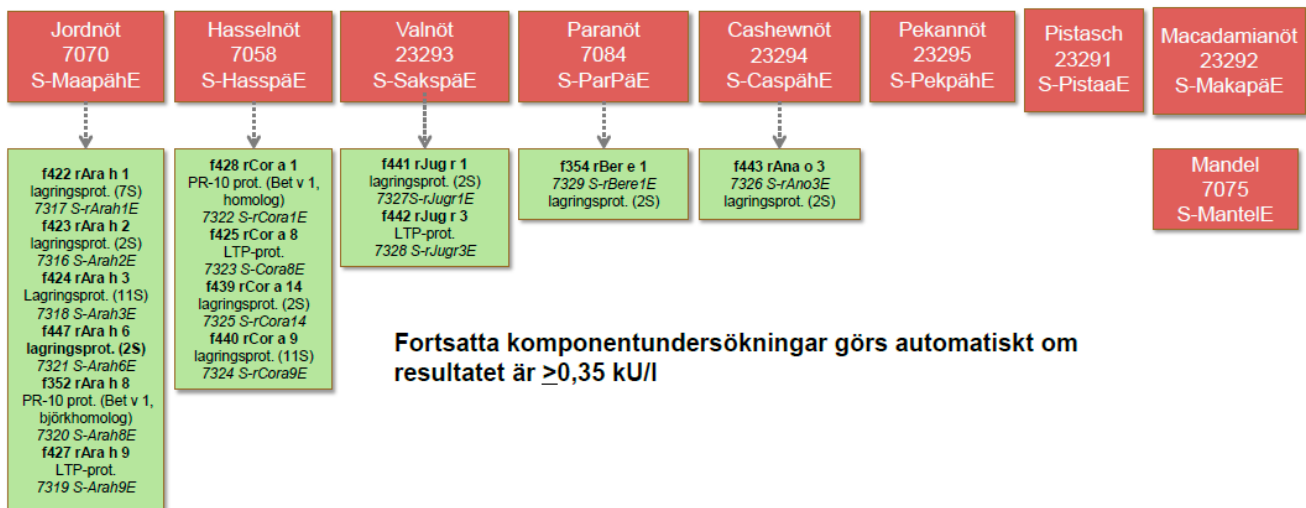 Jordnöt
7070
S-MaapähE
Hasselnöt
7058
S-HasspäE
Valnöt
23293
S-SakspäE
Paranöt
7084
S-ParPäE
Cashewnöt
23294
S-CaspähE
Pekannöt
23295
S-PekpähE
Pistasch
23291
S-PistaaE
Macadamianöt
23292
S-MakapäE
f422 rAra h 1
lagringsprot. (7S)
7317 S-rArah1E
f423 rAra h 2
lagringsprot. (2S)
7316 S-Arah2E
f424 rAra h 3
Lagringsprot. (11S)
7318 S-Arah3E
f447 rAra h 6
lagringsprot. (2S)
7321 S-Arah6E
f352 rAra h 8
PR-10 prot. (Bet v 1,
björkhomolog)
7320 S-Arah8E
f427 rAra h 9
LTP-prot.
7319 S-Arah9E
f428 rCor a 1
PR-10 prot. (Bet v 1,
homolog)
7322 S-rCora1E
f425 rCor a 8
LTP-prot.
7323 S-Cora8E
f439 rCor a 14
lagringsprot. (2S)
7325 S-rCora14
f440 rCor a 9
lagringsprot. (11S)
7324 S-rCora9E
f441 rJug r 1
lagringsprot. (2S)
7327S-rJugr1E
f442 rJug r 3
LTP-prot.
7328 S-rJugr3E
f354 rBer e 1
7329 S-rBere1E
lagringsprot. (2S)
f443 rAna o 3
7326 S-rAno3E
lagringsprot. (2S)
Mandel
7075
S-MantelE
Fortsatta komponentundersökningar görs automatiskt om
resultatet är ≥0,35 kU/l